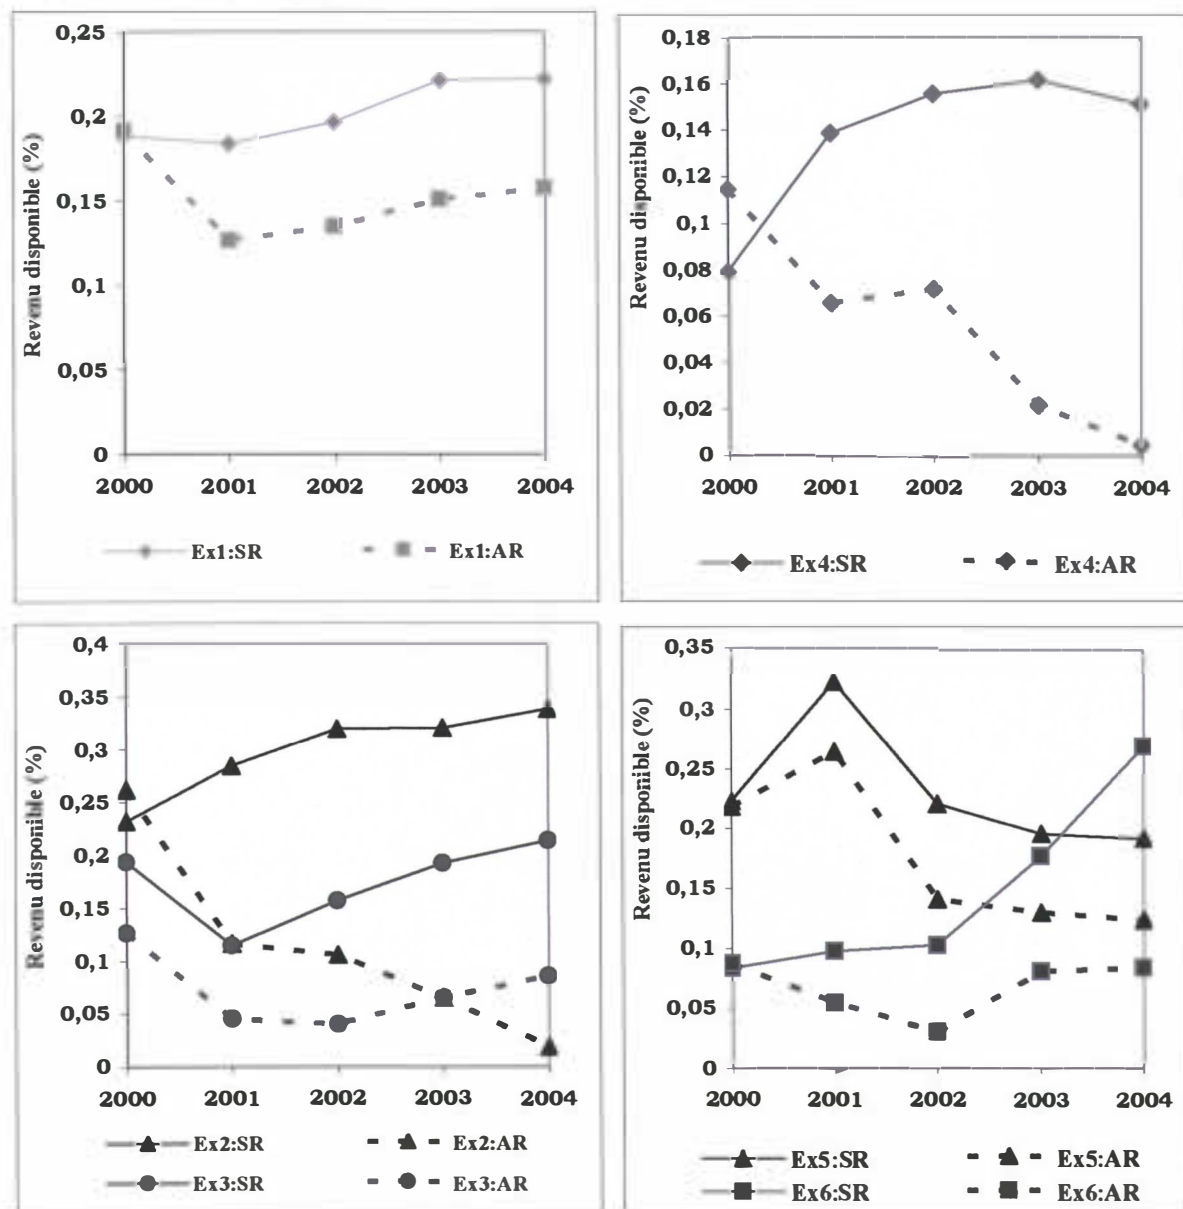 Revenu disponible (%)
0,25
0,2
0,15
0,1
0,05
0
2000 2001 2002 2003 2004
Ex1:SR Ex1:AR
Revenu disponible (%)
0,18
0,16
0,14
0,12
0,1
0,08
0,06
0,04
0,02
0
2000 2001 2002 2003 2004
Ex4:SR Ex4:AR
Revenu disponible (%)
0,4
0,35
0,3
0,25
0,2
0,15
0,1
0,05
0
2000 2001 2002 2003 2004
Ex2:SR Ex2:AR
Ex3:SR Ex3:AR
Revenu disponible (%)
0,35
0,3
0,25
0,2
0,15
0,1
0,05
0
2000 2001 2002 2003 2004
Ex5:SR Ex5:AR
Ex6:SR Ex6:AR